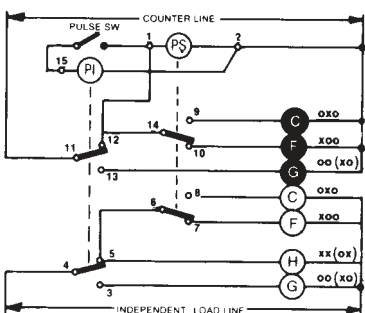 COUNTER LINE
PULSE SW
1
PS
2
15
PI
9
C
OXO
14
12
F
XOO
11
10
13
G
OO (XO)
8
C
OXO
6
7
F
XOO
5
4
H
XX (OX)
3
G
OO (XO)
INDEPENDENT LOAD LINE